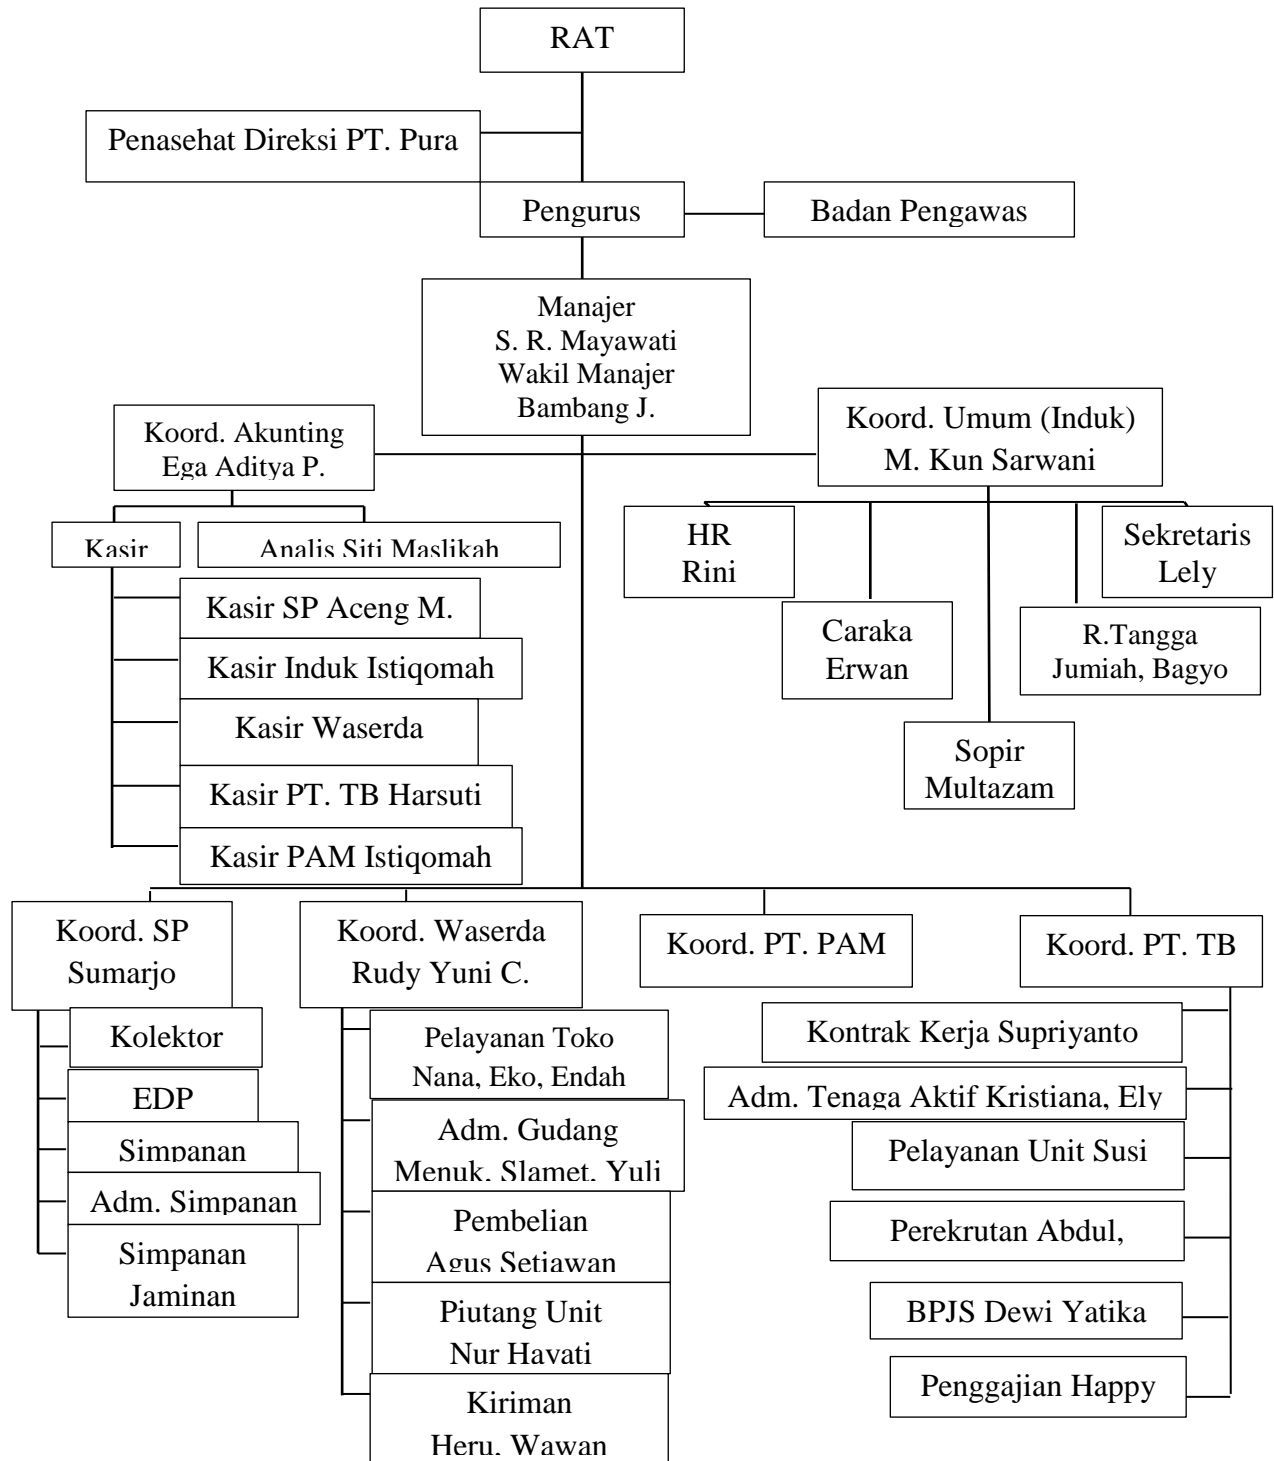 RAT
Penasehat Direksi PT. Pura
Pengurus
Badan Pengawas
Manajer
S. R. Mayawati
Wakil Manajer
Bambang J.
Koord. Akunting
Ega Aditya P.
Koord. Umum (Induk)
M. Kun Sarwani
Kasir
Analis Siti Maslikah
HR
Rini
Sekretaris
Lely
Kasir SP Aceng M.
Caraka
Erwan
R.Tangga
Jumiah, Bagyo
Kasir Induk Istiqomah
Kasir Waserda
Sopir
Multazam
Kasir PT. TB Harsuti
Kasir PAM Istiqomah
Koord. SP
Sumarjo
Koord. Waserda
Rudy Yuni C.
Koord. PT. PAM
Koord. PT. TB
Kolektor
EDP
Simpanan
Adm. Simpanan
Simpanan
Jaminan
Pelayanan Toko
Nana, Eko, Endah
Adm. Gudang
Menuk, Slamet, Yuli
Pembelian
Agus Setiawan
Piutang Unit
Nur Hayati
Kiriman
Heru, Wawan
Kontrak Kerja Supriyanto
Adm. Tenaga Aktif Kristiana, Ely
Pelayanan Unit Susi
Perekrutan Abdul,
BPJS Dewi Yatika
Penggajian Happy